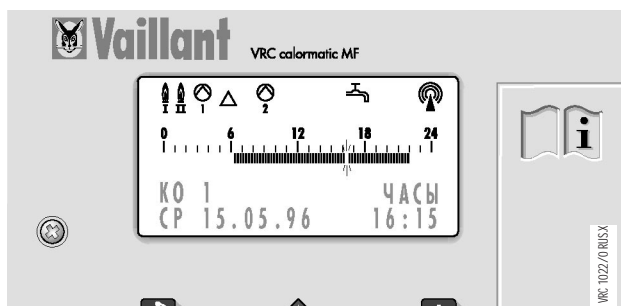 Vaillant
VRC calormatic MF
I II 1 2
0 6 12 18 24
КО 1 ЧАСЫ
СР 15.05.96 16:15
i
VRC 1022/0 RUS.X